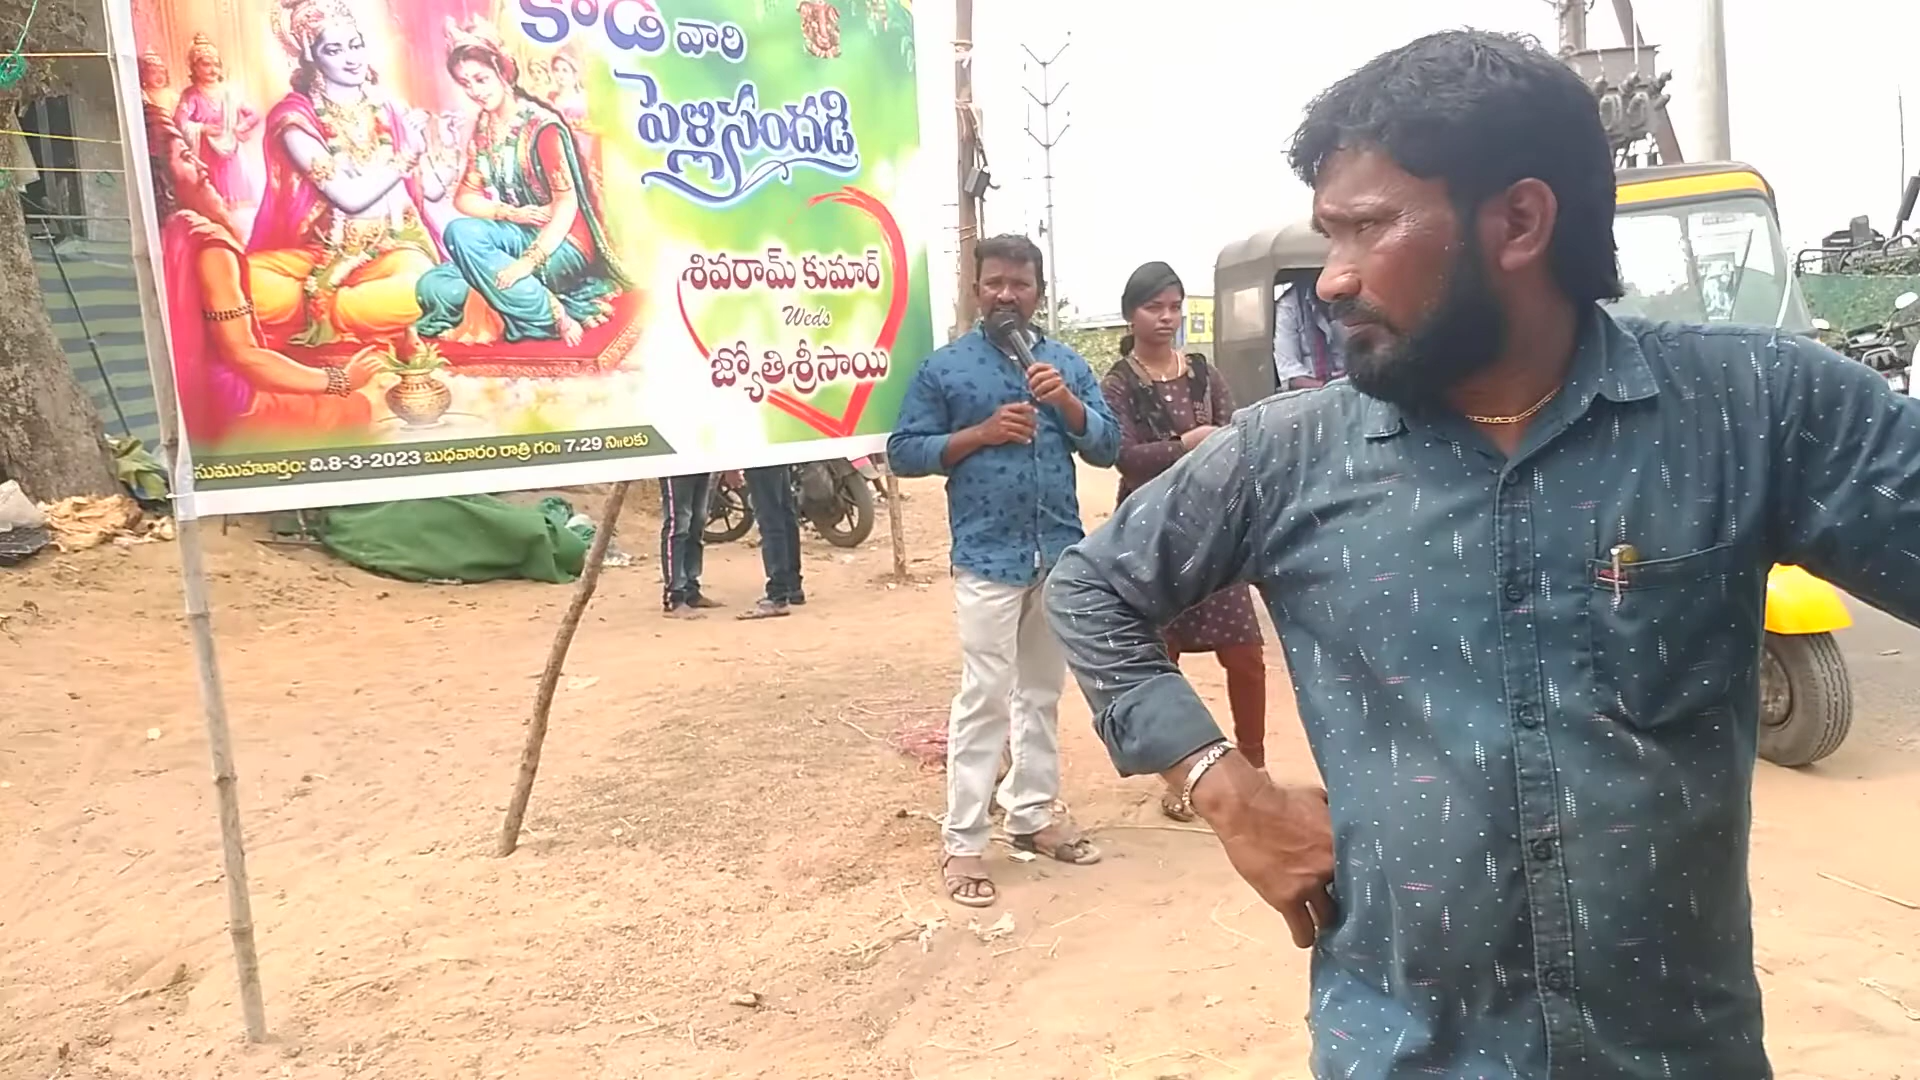 కోడి వారి
పెళ్లిసందడి
శివరామ్ కుమార్
Weds
జ్యోతిశ్రీసాయి
సుముహూర్తం: ది.8-3-2023 బుధవారం రాత్రి గం॥ 7.29 ని॥లకు